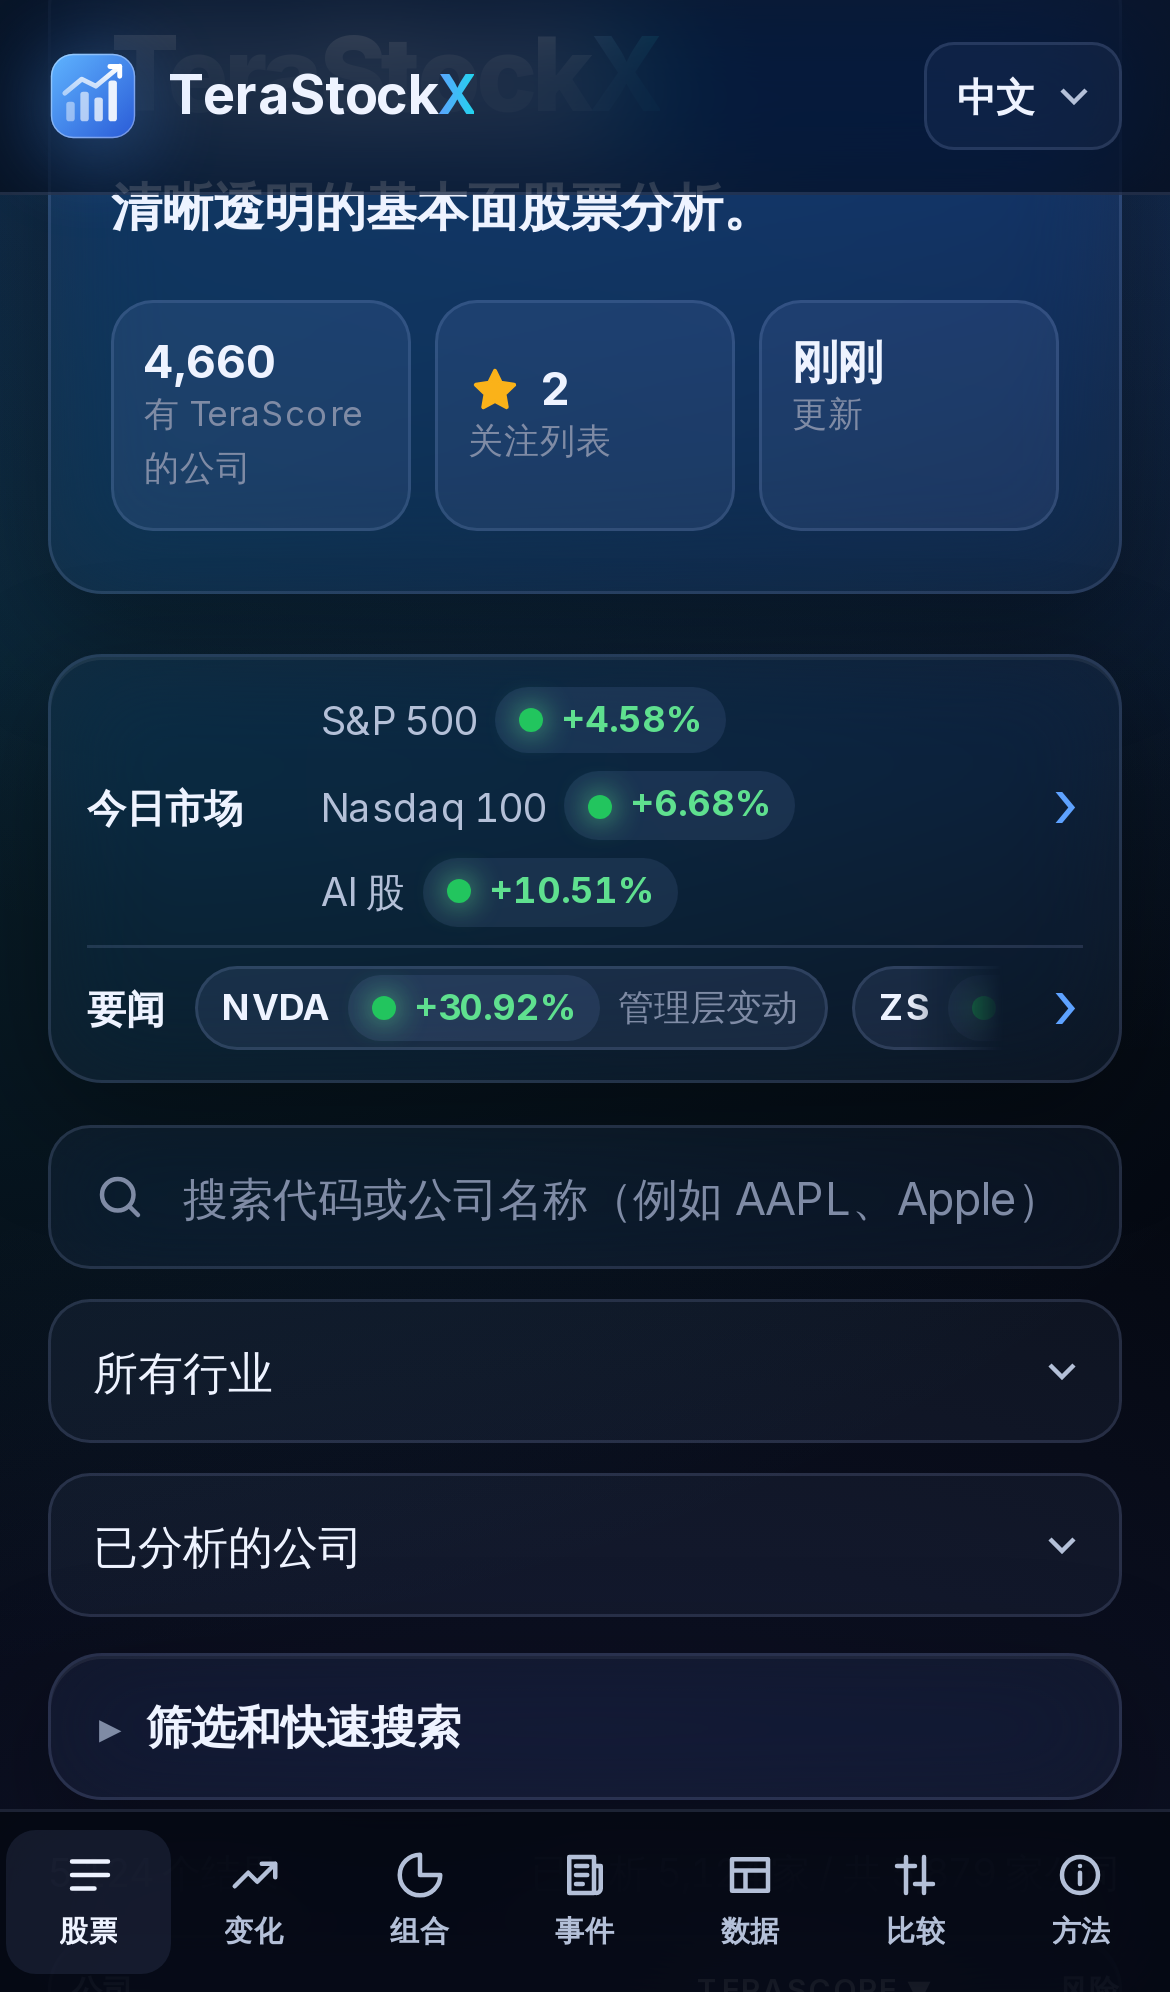 TeraStockX
中文
清晰透明的基本面股票分析。
4,660
有 TeraScore
的公司
2
关注列表
刚刚
更新
S&P 500 +4.58%
今日市场
Nasdaq 100 +6.68%
AI 股 +10.51%
要闻 NVDA +30.92% 管理层变动 ZS
搜索代码或公司名称（例如 AAPL、Apple）
所有行业
已分析的公司
筛选和快速搜索
股票 变化 组合 事件 数据 比较 方法
公司 TERASCORE ▼ 风险